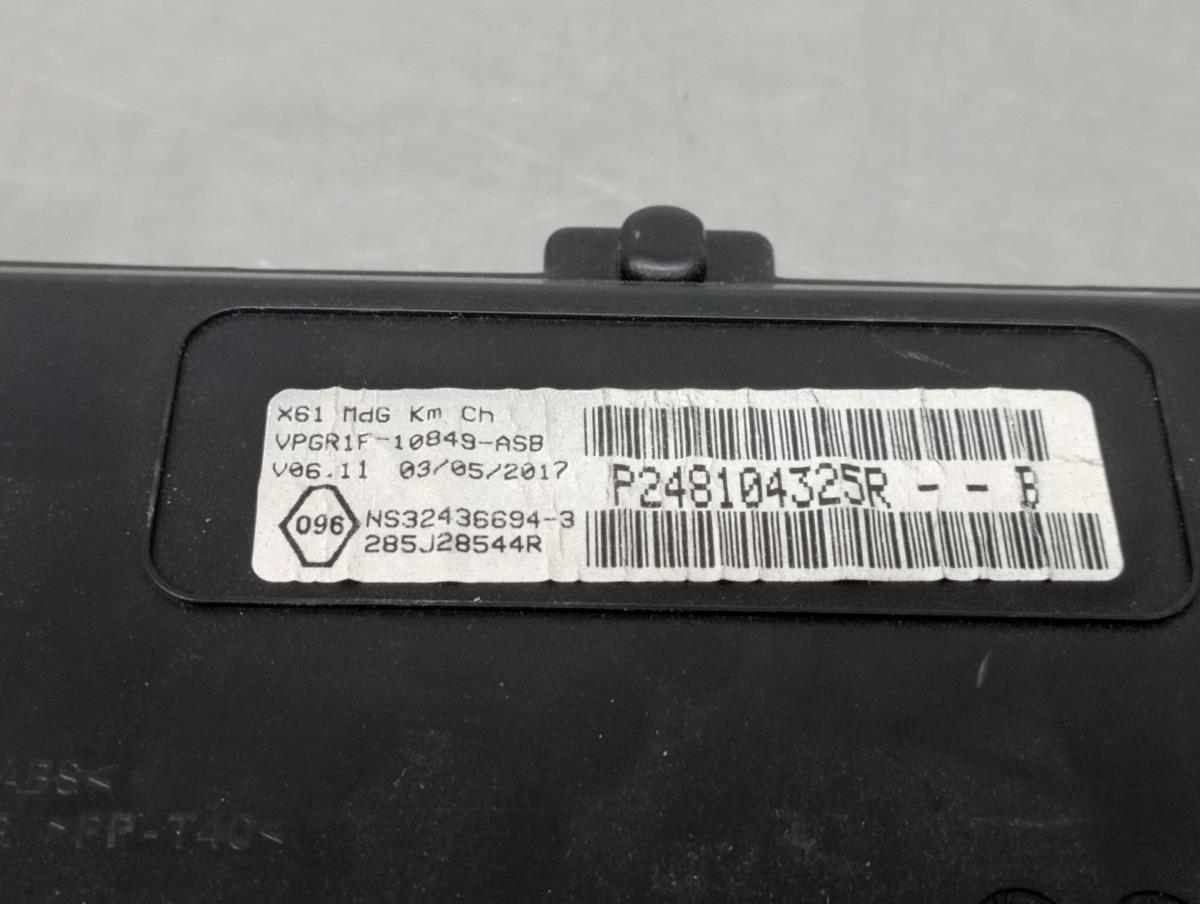 X61 MdG Km Ch
VPGR1F-10849-ASB
V06.11 03/05/2017
096
NS32436694-3
285J28544R
P248104325R - - B
ABS<
>PP-T40<